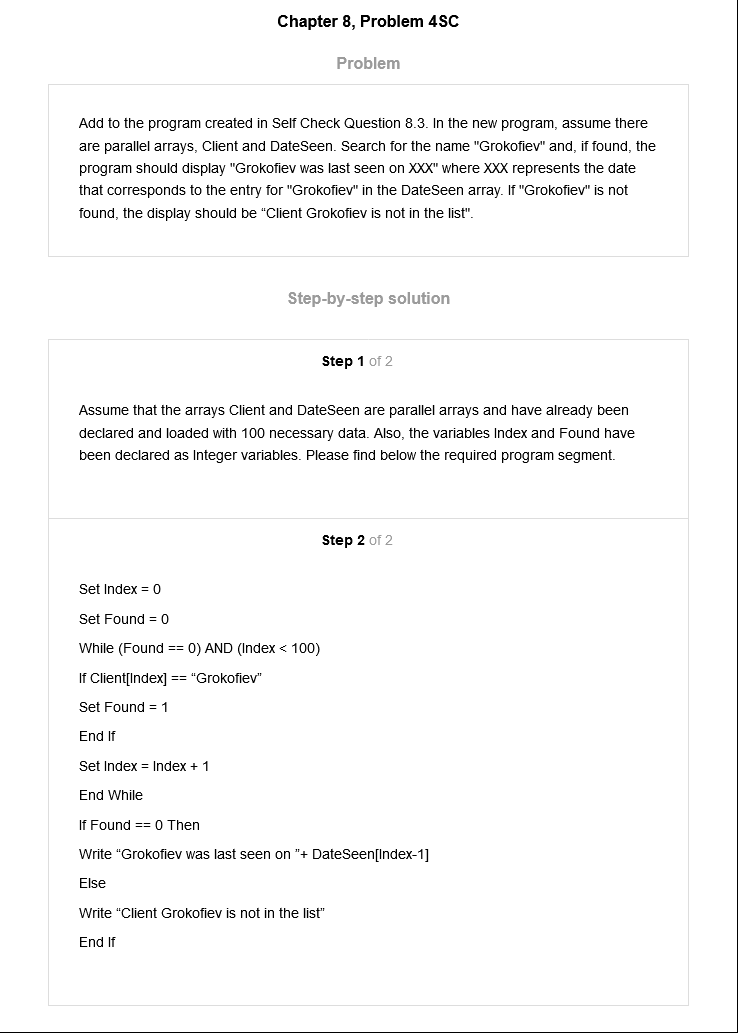 Chapter 8, Problem 4SC
Problem
Add to the program created in Self Check Question 8.3. In the new program, assume there
are parallel arrays, Client and DateSeen. Search for the name "Grokofiev" and, if found, the
program should display "Grokofiev was last seen on XXX" where XXX represents the date
that corresponds to the entry for "Grokofiev" in the DateSeen array. If "Grokofiev" is not
found, the display should be “Client Grokofiev is not in the list".
Step-by-step solution
Step 1 of 2
Assume that the arrays Client and DateSeen are parallel arrays and have already been
declared and loaded with 100 necessary data. Also, the variables Index and Found have
been declared as Integer variables. Please find below the required program segment.
Step 2 of 2
Set Index = 0
Set Found = 0
While (Found == 0) AND (Index < 100)
If Client[Index] == “Grokofiev”
Set Found = 1
End If
Set Index = Index + 1
End While
If Found == 0 Then
Write “Grokofiev was last seen on ”+ DateSeen[Index-1]
Else
Write “Client Grokofiev is not in the list”
End If